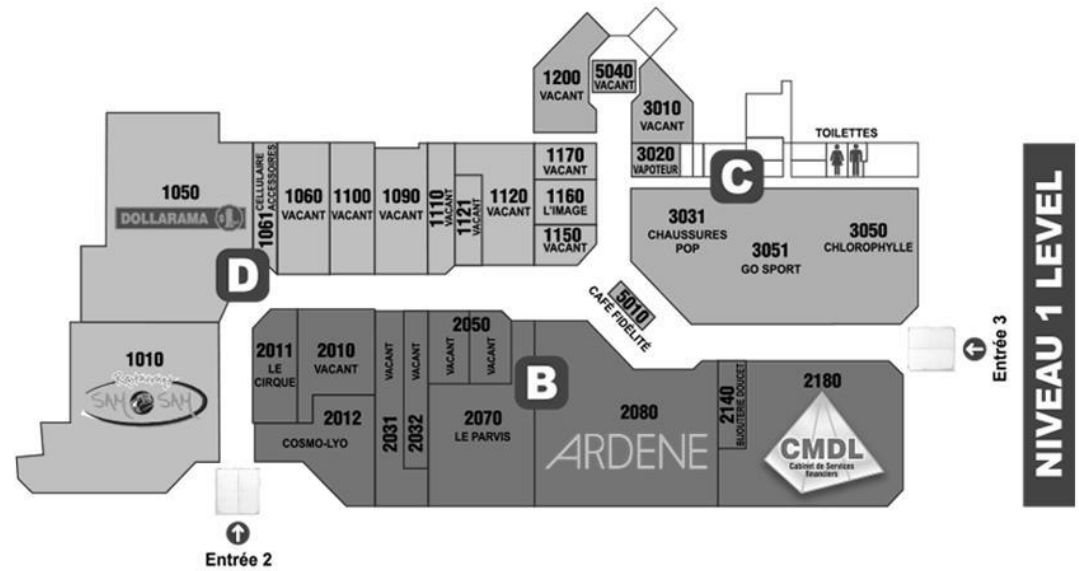 1200
VACANT
5040
VACANT
3010
VACANT
3020
VAPOTEUR
C
TOILETTES
1050
DOLLARAMA
1061 CELLULAIRE
ACCESSOIRES
1060
VACANT
1100
VACANT
1090
VACANT
1110
VACANT
1121
VACANT
1120
VACANT
1170
VACANT
1160
L'IMAGE
1150
VACANT
3031
CHAUSSURES
POP
3051
GO SPORT
3050
CHLOROPHYLLE
D
5010
CAFÉ FIDÉLITÉ
NIVEAU 1 LEVEL
Entrée 3
1010
SAM SAM
2011
LE
CIRQUE
2010
VACANT
2012
COSMO-LYO
VACANT
2031
VACANT
2032
2050
VACANT
VACANT
B
2070
LE PARVIS
2080
ARDENE
2140
BIJOUTERIE DOUCET
2180
CMDL
Cabinet de Services
financiers
Entrée 2